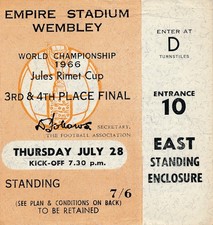 EMPIRE STADIUM
WEMBLEY
WORLD CHAMPIONSHIP
1966
Jules Rimet Cup
3RD & 4TH PLACE FINAL
SECRETARY,
THE FOOTBALL ASSOCIATION
THURSDAY JULY 28
KICK-OFF 7.30 p.m.
STANDING
7/6
(SEE PLAN & CONDITIONS ON BACK)
TO BE RETAINED
ENTER AT
D
TURNSTILES
ENTRANCE
10
EAST
STANDING
ENCLOSURE